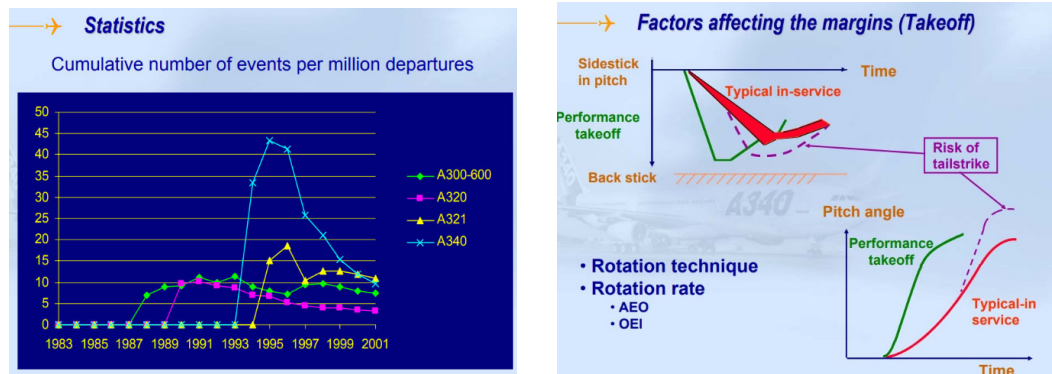 Statistics
Cumulative number of events per million departures
50
45
40
35
30
25
20
15
10
5
0
1983 1985 1987 1989 1991 1993 1995 1997 1999 2001
A300-600
A320
A321
A340
Factors affecting the margins (Takeoff)
Sidestick
in pitch
Time
Typical in-service
Performance
takeoff
Risk of
tailstrike
Back stick
A340
Pitch angle
Performance
takeoff
• Rotation technique
• Rotation rate
• AEO
• OEI
Typical-in
service
Time